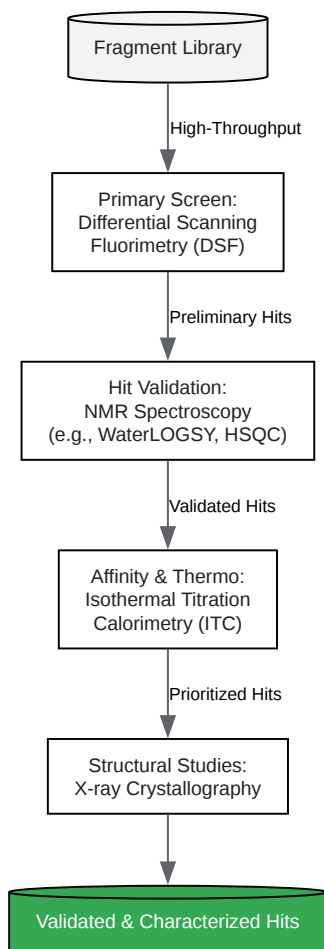 Fragment Library
High-Throughput
Primary Screen:
Differential Scanning
Fluorimetry (DSF)
Preliminary Hits
Hit Validation:
NMR Spectroscopy
(e.g., WaterLOGSY, HSQC)
Validated Hits
Affinity & Thermo:
Isothermal Titration
Calorimetry (ITC)
Prioritized Hits
Structural Studies:
X-ray Crystallography
Validated & Characterized Hits